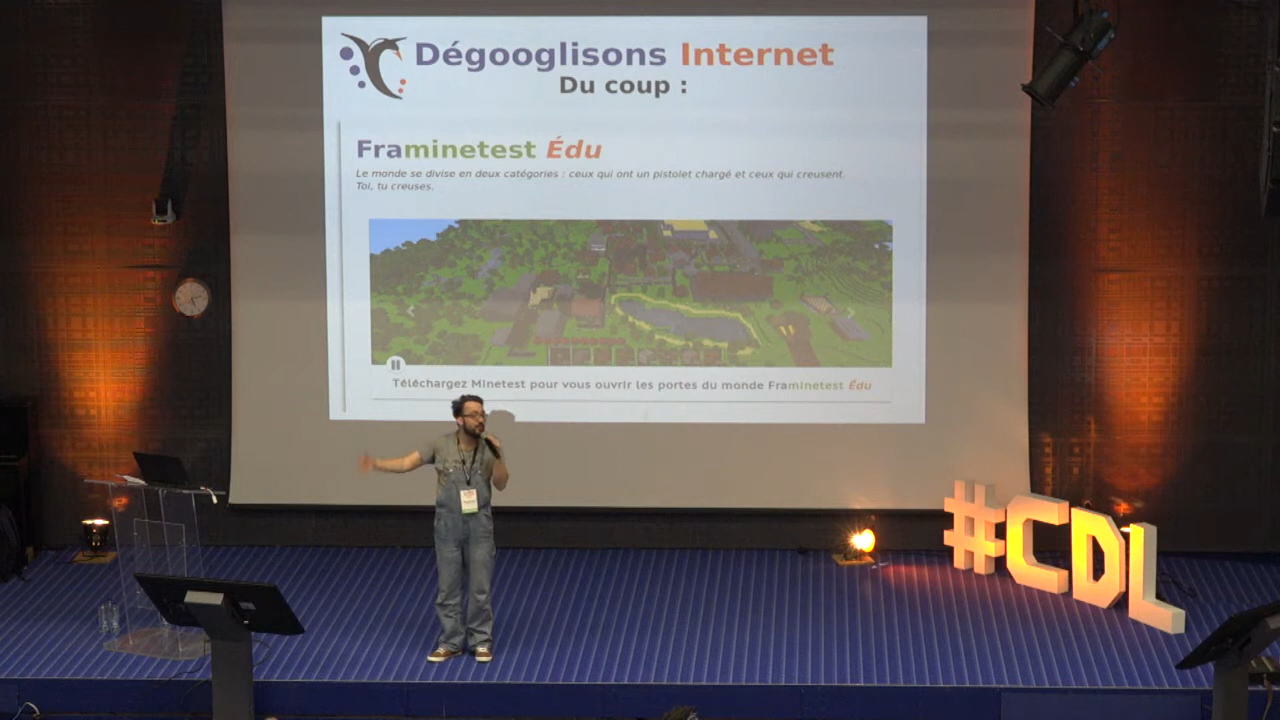 Dégooglisons Internet
Du coup :
Framinetest Édu
Le monde se divise en deux catégories : ceux qui ont un pistolet chargé et ceux qui creusent.
Toi, tu creuses.
Téléchargez Minetest pour vous ouvrir les portes du monde Framinetest Édu
#CDL